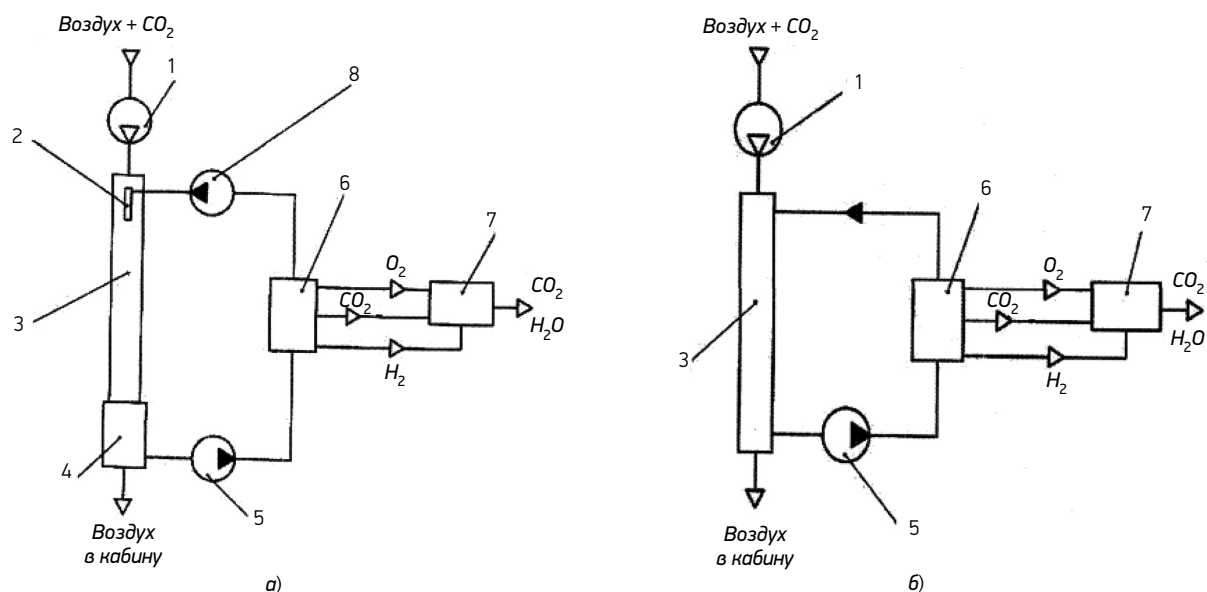 Воздух + CO₂
1
8
2
6
7
O₂
CO₂
CO₂
3
H₂O
H₂
4
5
Воздух
в кабину
а)
Воздух + CO₂
1
6
7
O₂
CO₂
CO₂
H₂O
3
H₂
5
Воздух
в кабину
б)